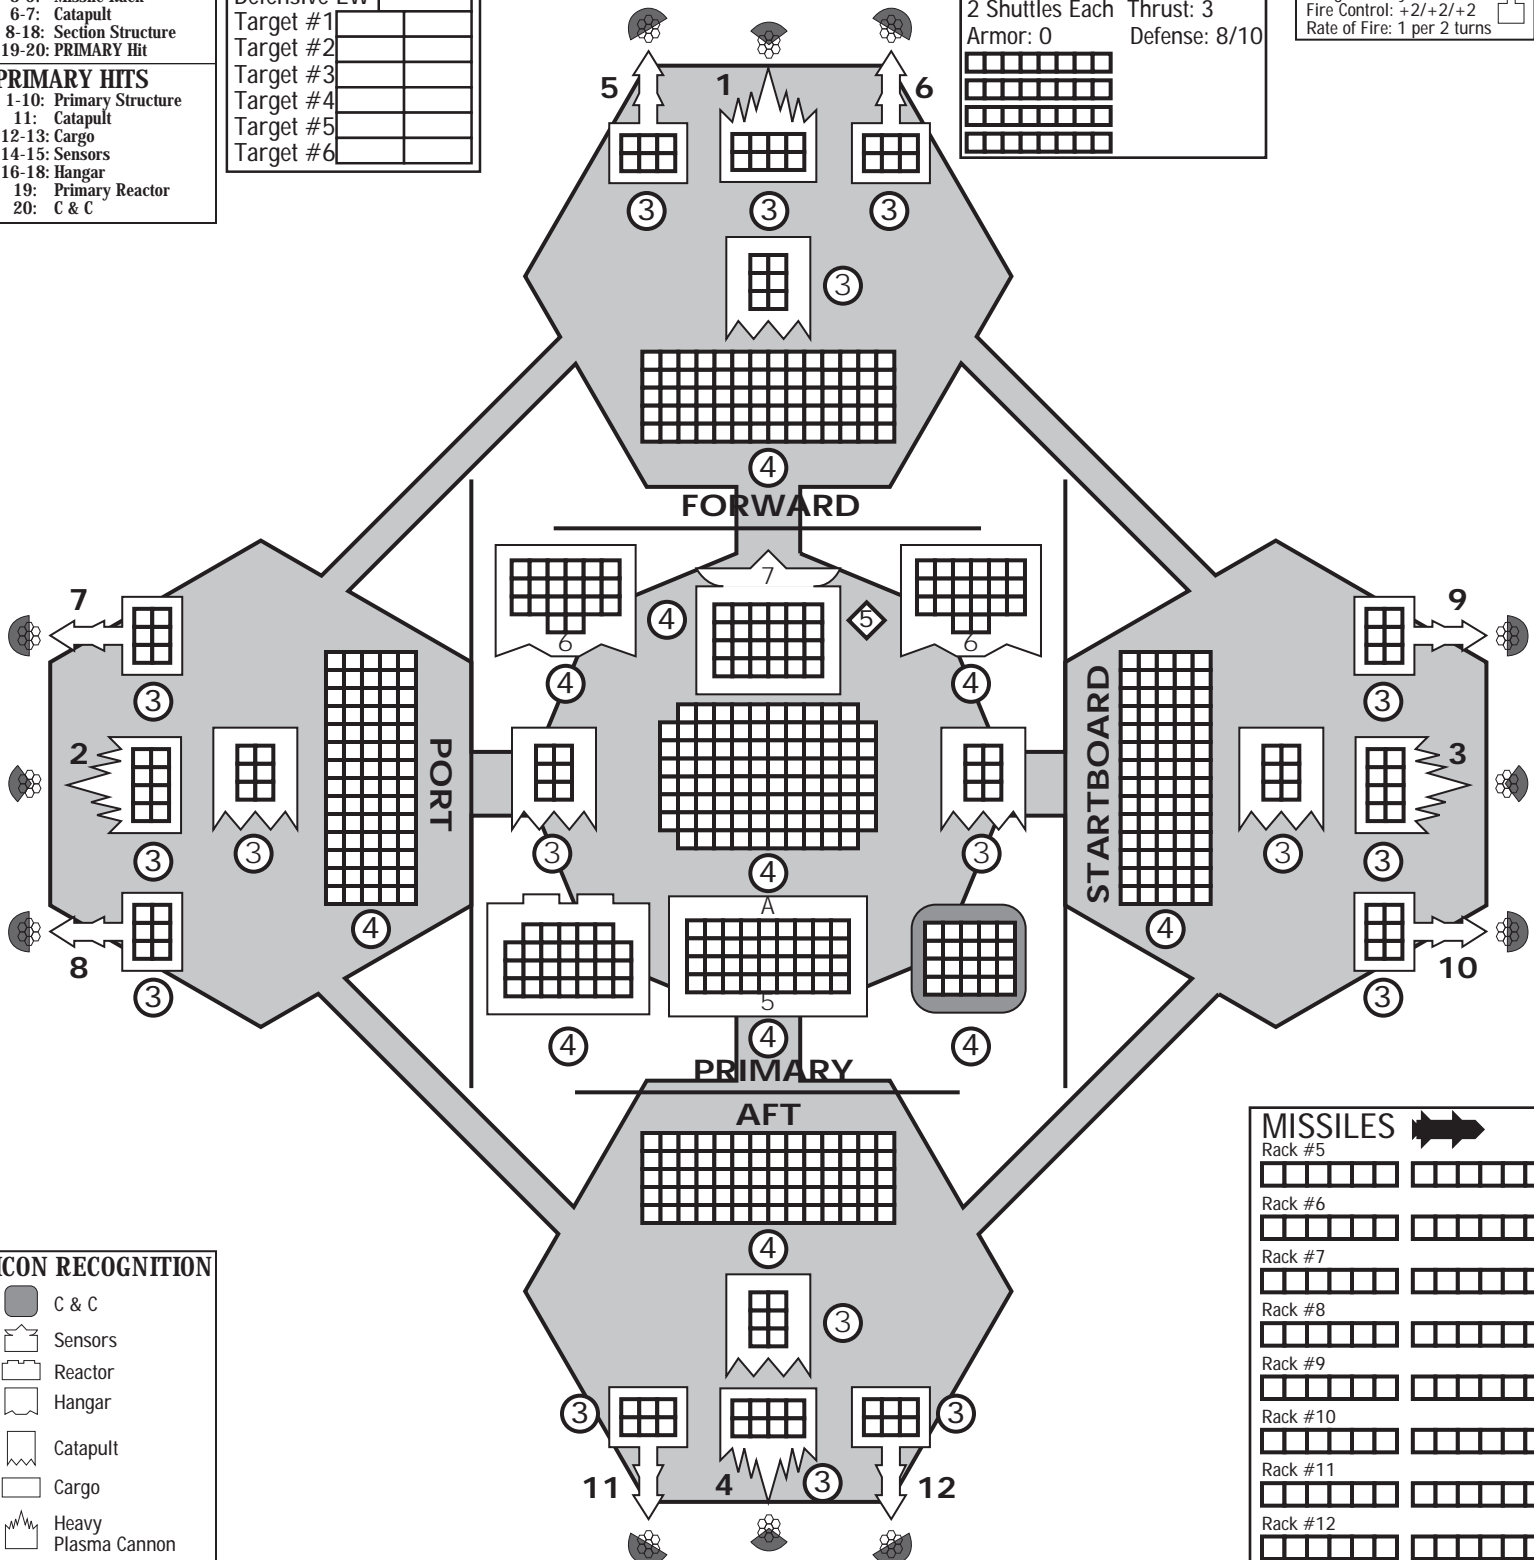 6-7: Catapult
8-18: Section Structure
19-20: PRIMARY Hit
PRIMARY HITS
1-10: Primary Structure
11: Catapult
12-13: Cargo
14-15: Sensors
16-18: Hangar
19: Primary Reactor
20: C & C
Defensive EW
Target #1
Target #2
Target #3
Target #4
Target #5
Target #6
2 Shuttles Each Thrust: 3
Armor: 0 Defense: 8/10
Fire Control: +2/+2/+2
Rate of Fire: 1 per 2 turns
5 1 6
3 3 3
3
4
FORWARD
7
6 4 5 6
4 4
7 9
3 3
2 PORT STARTBOARD 3
3 3 3 3 3 3
4 4 4
8 10
3 3
A
5
4 4 4
PRIMARY
AFT
4
3
3 3
11 4 3 12
MISSILES
Rack #5
Rack #6
Rack #7
Rack #8
Rack #9
Rack #10
Rack #11
Rack #12
ICON RECOGNITION
C & C
Sensors
Reactor
Hangar
Catapult
Cargo
Heavy
Plasma Cannon